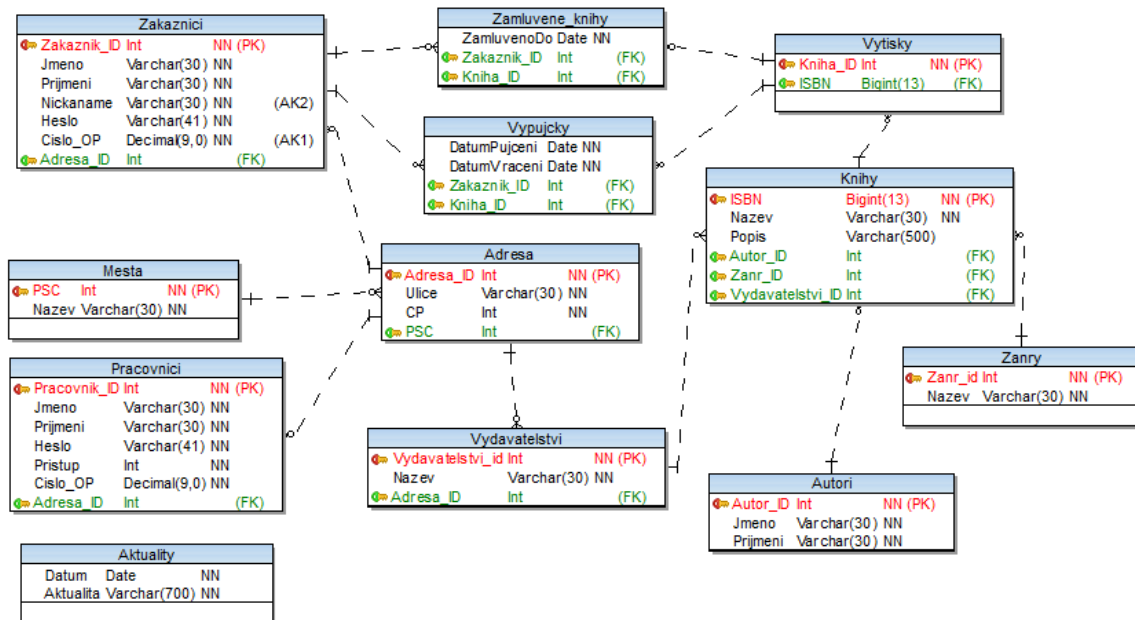 Zakaznici
Zakaznik_ID Int NN (PK)
Jmeno Varchar(30) NN
Prijmeni Varchar(30) NN
Nickaname Varchar(30) NN (AK2)
Heslo Varchar(41) NN
Cislo_OP Decimal(9,0) NN (AK1)
Adresa_ID Int (FK)
Zamluvene_knihy
ZamluvenoDo Date NN
Zakaznik_ID Int (FK)
Kniha_ID Int (FK)
Vytisky
Kniha_ID Int NN (PK)
ISBN Bigint(13) (FK)
Vypujcky
DatumPujceni Date NN
DatumVraceni Date NN
Zakaznik_ID Int (FK)
Kniha_ID Int (FK)
Knihy
ISBN Bigint(13) NN (PK)
Nazev Varchar(30) NN
Popis Varchar(500)
Autor_ID Int (FK)
Zanr_ID Int (FK)
Vydavatelstvi_ID Int (FK)
Mesta
PSC Int NN (PK)
Nazev Varchar(30) NN
Adresa
Adresa_ID Int NN (PK)
Ulice Varchar(30) NN
CP Int NN
PSC Int (FK)
Pracovnici
Pracovnik_ID Int NN (PK)
Jmeno Varchar(30) NN
Prijmeni Varchar(30) NN
Heslo Varchar(41) NN
Pristup Int NN
Cislo_OP Decimal(9,0) NN
Adresa_ID Int (FK)
Zanry
Zanr_id Int NN (PK)
Nazev Varchar(30) NN
Vydavatelstvi
Vydavatelstvi_id Int NN (PK)
Nazev Varchar(30) NN
Adresa_ID Int (FK)
Autori
Autor_ID Int NN (PK)
Jmeno Varchar(30) NN
Prijmeni Varchar(30) NN
Aktuality
Datum Date NN
Aktualita Varchar(700) NN